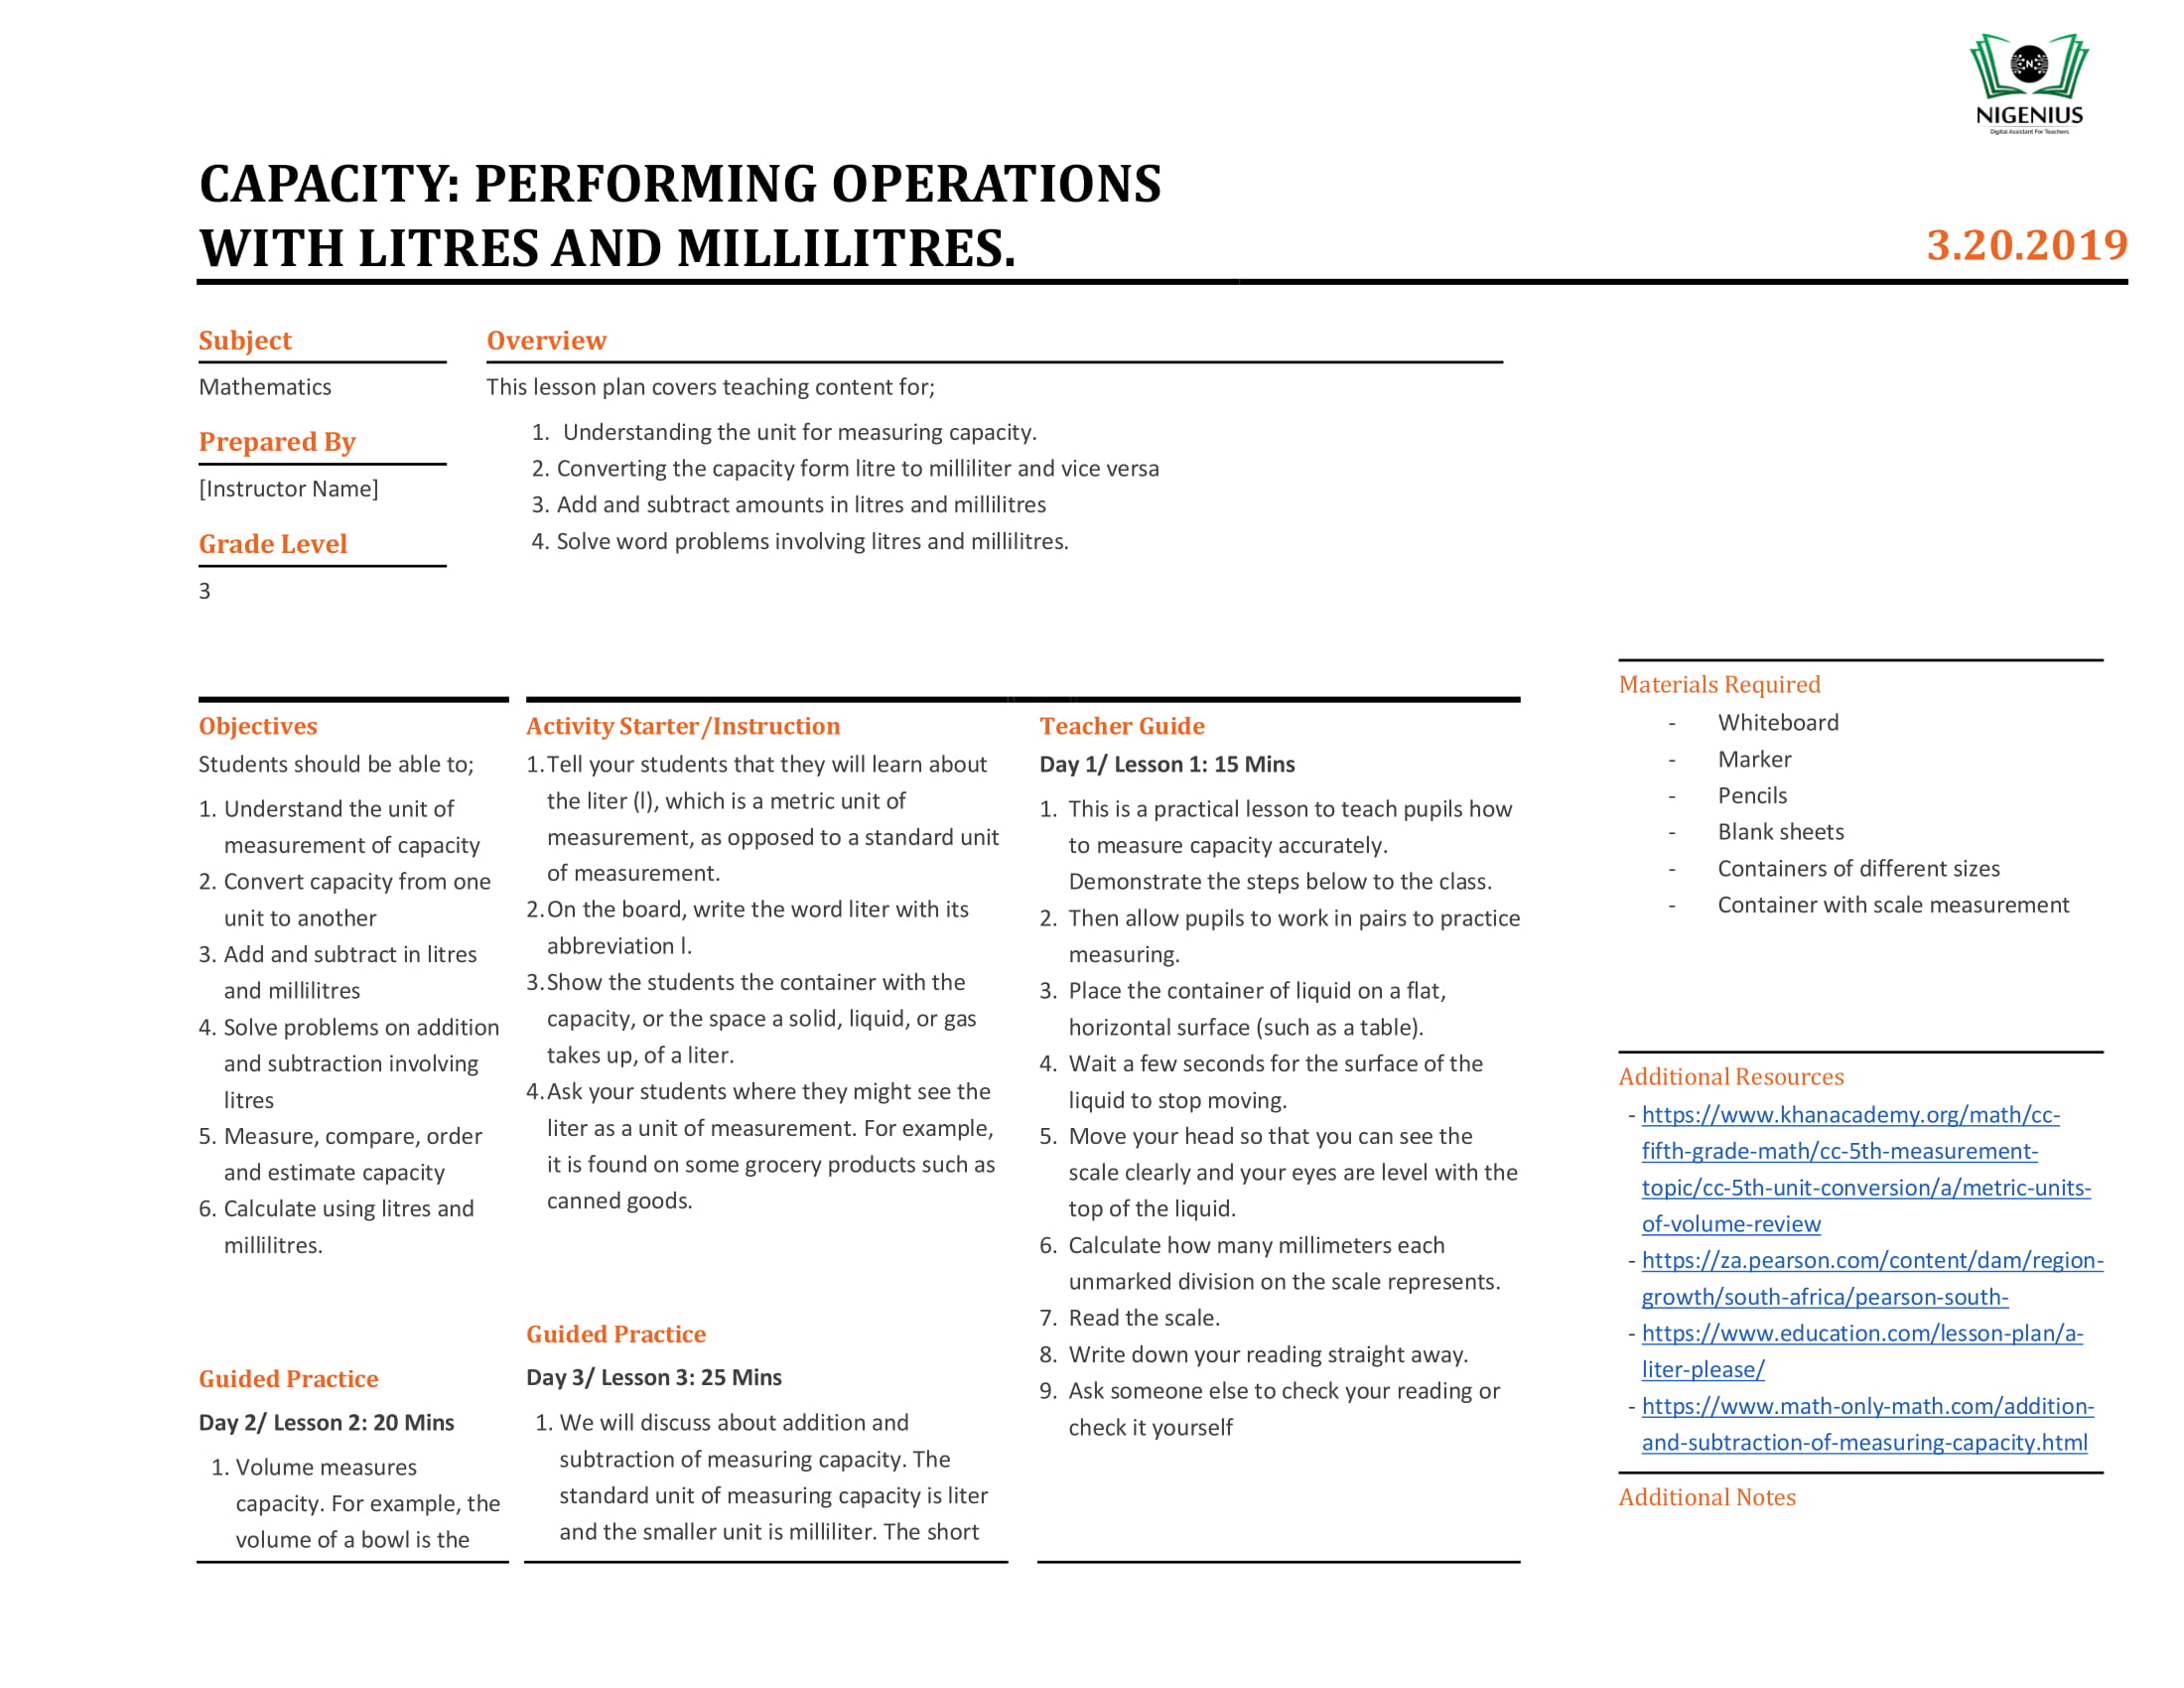 NIGENIUS
Digital Assistant For Teachers
CAPACITY: PERFORMING OPERATIONS
WITH LITRES AND MILLILITRES.
3.20.2019
Subject
Mathematics
Prepared By
[Instructor Name]
Grade Level
3
Overview
This lesson plan covers teaching content for;
1. Understanding the unit for measuring capacity.
2. Converting the capacity form litre to milliliter and vice versa
3. Add and subtract amounts in litres and millilitres
4. Solve word problems involving litres and millilitres.
Objectives
Students should be able to;
1. Understand the unit of
measurement of capacity
2. Convert capacity from one
unit to another
3. Add and subtract in litres
and millilitres
4. Solve problems on addition
and subtraction involving
litres
5. Measure, compare, order
and estimate capacity
6. Calculate using litres and
millilitres.
Guided Practice
Day 2/ Lesson 2: 20 Mins
1. Volume measures
capacity. For example, the
volume of a bowl is the
Activity Starter/Instruction
1.Tell your students that they will learn about
the liter (l), which is a metric unit of
measurement, as opposed to a standard unit
of measurement.
2.On the board, write the word liter with its
abbreviation l.
3.Show the students the container with the
capacity, or the space a solid, liquid, or gas
takes up, of a liter.
4.Ask your students where they might see the
liter as a unit of measurement. For example,
it is found on some grocery products such as
canned goods.
Guided Practice
Day 3/ Lesson 3: 25 Mins
1. We will discuss about addition and
subtraction of measuring capacity. The
standard unit of measuring capacity is liter
and the smaller unit is milliliter. The short
Teacher Guide
Day 1/ Lesson 1: 15 Mins
1. This is a practical lesson to teach pupils how
to measure capacity accurately.
Demonstrate the steps below to the class.
2. Then allow pupils to work in pairs to practice
measuring.
3. Place the container of liquid on a flat,
horizontal surface (such as a table).
4. Wait a few seconds for the surface of the
liquid to stop moving.
5. Move your head so that you can see the
scale clearly and your eyes are level with the
top of the liquid.
6. Calculate how many millimeters each
unmarked division on the scale represents.
7. Read the scale.
8. Write down your reading straight away.
9. Ask someone else to check your reading or
check it yourself
Materials Required
- Whiteboard
- Marker
- Pencils
- Blank sheets
- Containers of different sizes
- Container with scale measurement
Additional Resources
- https://www.khanacademy.org/math/cc-
fifth-grade-math/cc-5th-measurement-
topic/cc-5th-unit-conversion/a/metric-units-
of-volume-review
- https://za.pearson.com/content/dam/region-
growth/south-africa/pearson-south-
- https://www.education.com/lesson-plan/a-
liter-please/
- https://www.math-only-math.com/addition-
and-subtraction-of-measuring-capacity.html
Additional Notes